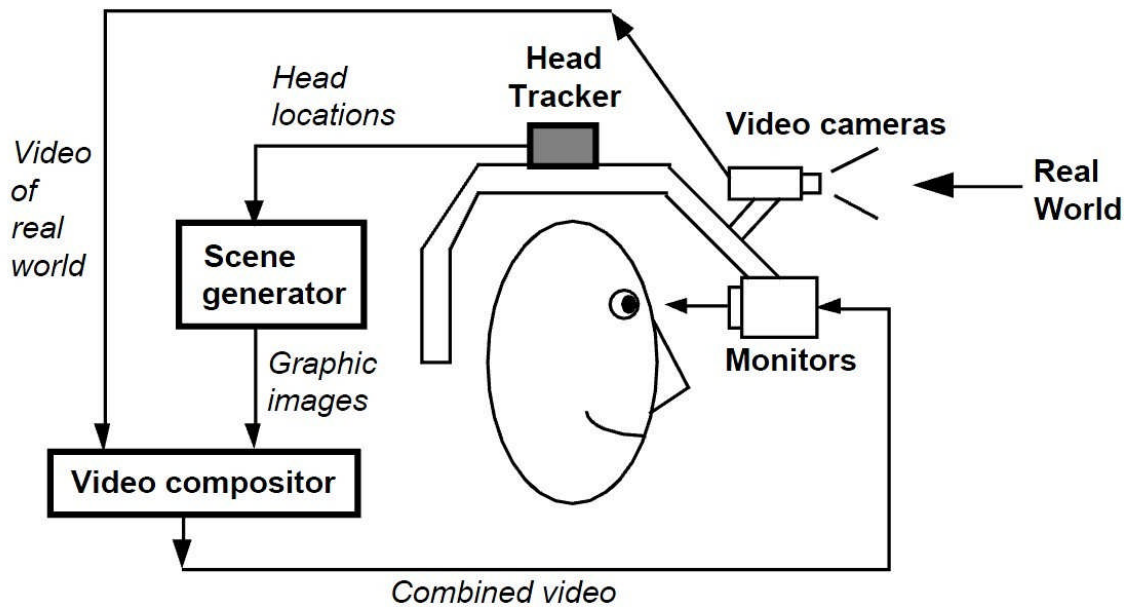 Head
Tracker
Head
locations
Video cameras
Video
of
real
world
Real
World
Scene
generator
Monitors
Graphic
images
Video compositor
Combined video